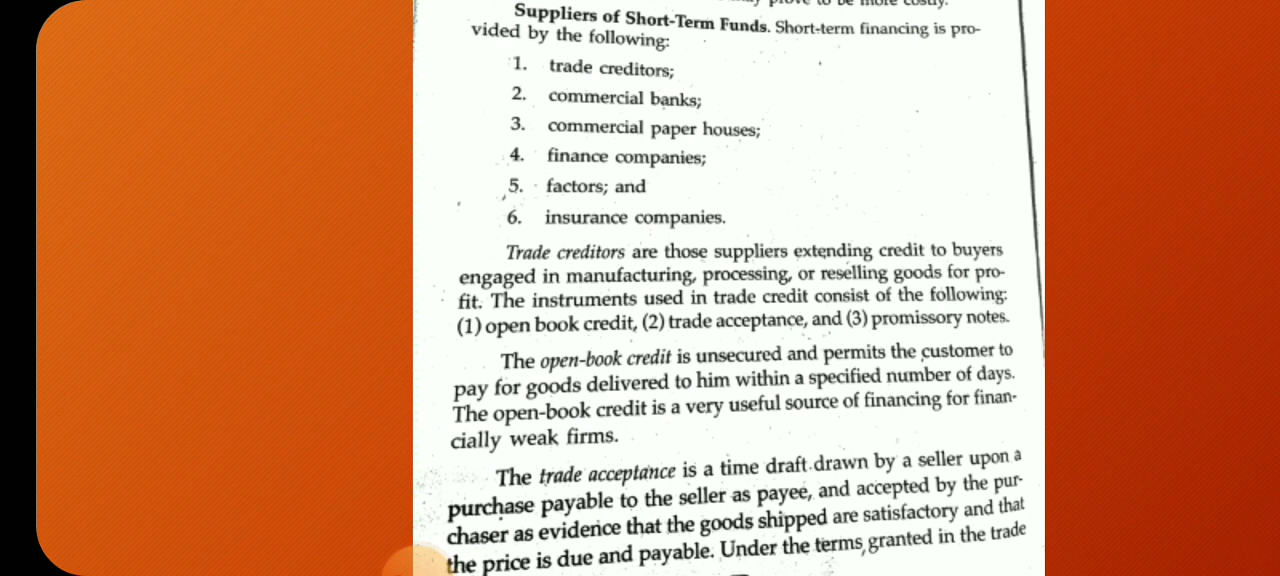 prove to be more costly.
Suppliers of Short-Term Funds. Short-term financing is pro-
vided by the following:
1. trade creditors;
2. commercial banks;
3. commercial paper houses;
4. finance companies;
5. factors; and
6. insurance companies.
Trade creditors are those suppliers extending credit to buyers
engaged in manufacturing, processing, or reselling goods for pro-
fit. The instruments used in trade credit consist of the following:
(1) open book credit, (2) trade acceptance, and (3) promissory notes.
The open-book credit is unsecured and permits the customer to
pay for goods delivered to him within a specified number of days.
The open-book credit is a very useful source of financing for finan-
cially weak firms.
The trade acceptance is a time draft drawn by a seller upon a
purchase payable to the seller as payee, and accepted by the pur-
chaser as evidence that the goods shipped are satisfactory and that
the price is due and payable. Under the terms granted in the trade